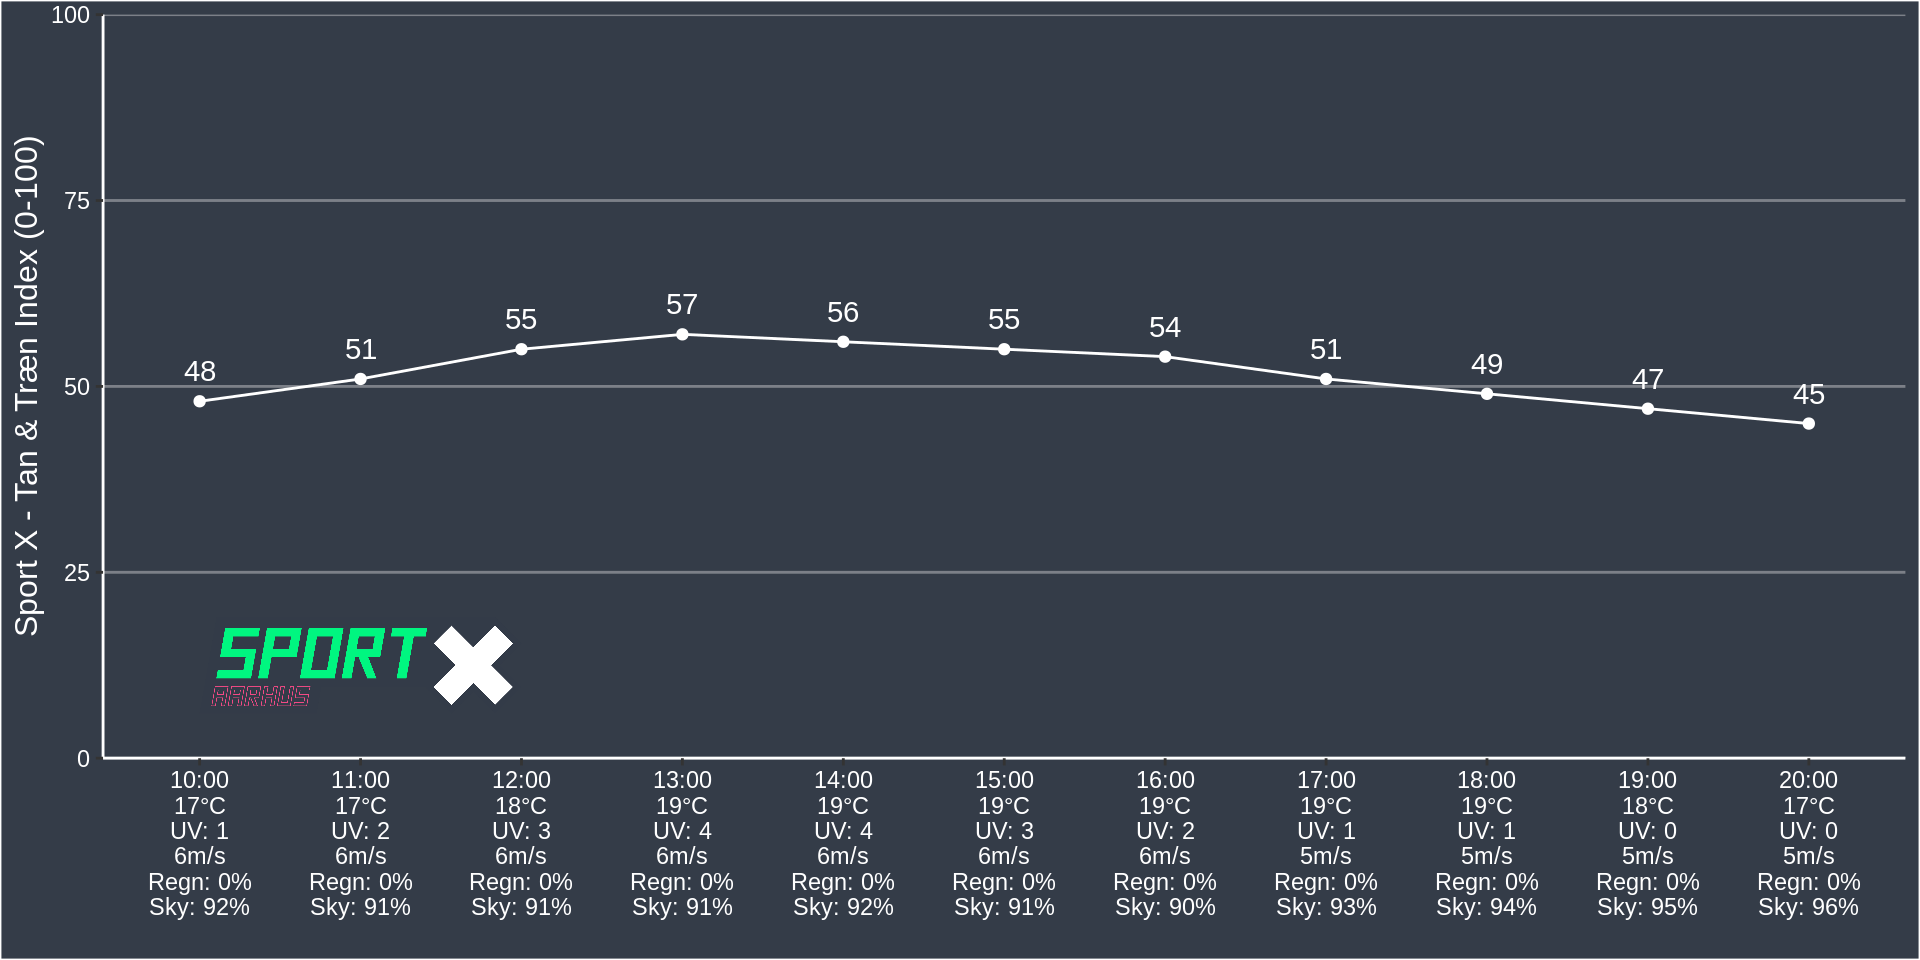 Sport X - Tan & Træn Index (0-100)
100
75
50
25
0
48
51
55
57
56
55
54
51
49
47
45
SPORT X
AARHUS
10:00 11:00 12:00 13:00 14:00 15:00 16:00 17:00 18:00 19:00 20:00
17°C 17°C 18°C 19°C 19°C 19°C 19°C 19°C 19°C 18°C 17°C
UV: 1 UV: 2 UV: 3 UV: 4 UV: 4 UV: 3 UV: 2 UV: 1 UV: 1 UV: 0 UV: 0
6m/s 6m/s 6m/s 6m/s 6m/s 6m/s 6m/s 5m/s 5m/s 5m/s 5m/s
Regn: 0% Regn: 0% Regn: 0% Regn: 0% Regn: 0% Regn: 0% Regn: 0% Regn: 0% Regn: 0% Regn: 0% Regn: 0%
Sky: 92% Sky: 91% Sky: 91% Sky: 91% Sky: 92% Sky: 91% Sky: 90% Sky: 93% Sky: 94% Sky: 95% Sky: 96%